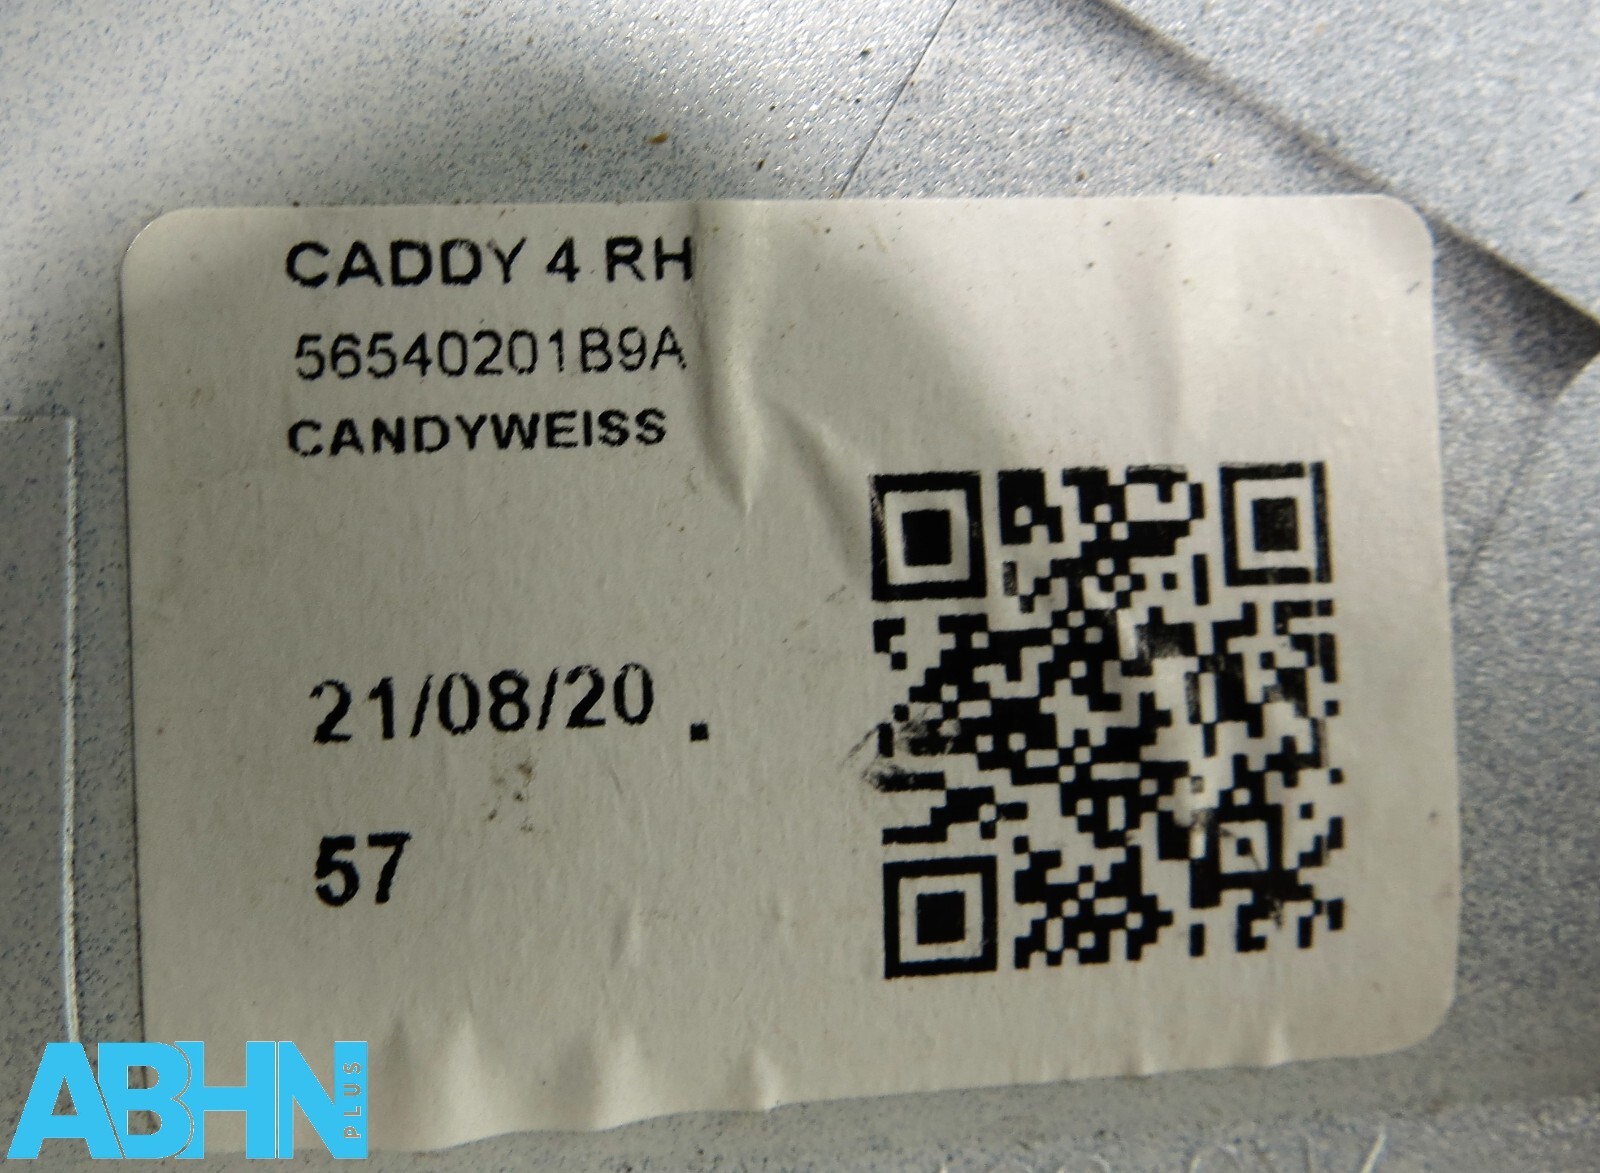 CADDY 4 RH
56540201B9A
CANDYWEISS
21/08/20 .
57
ABHN PLUS